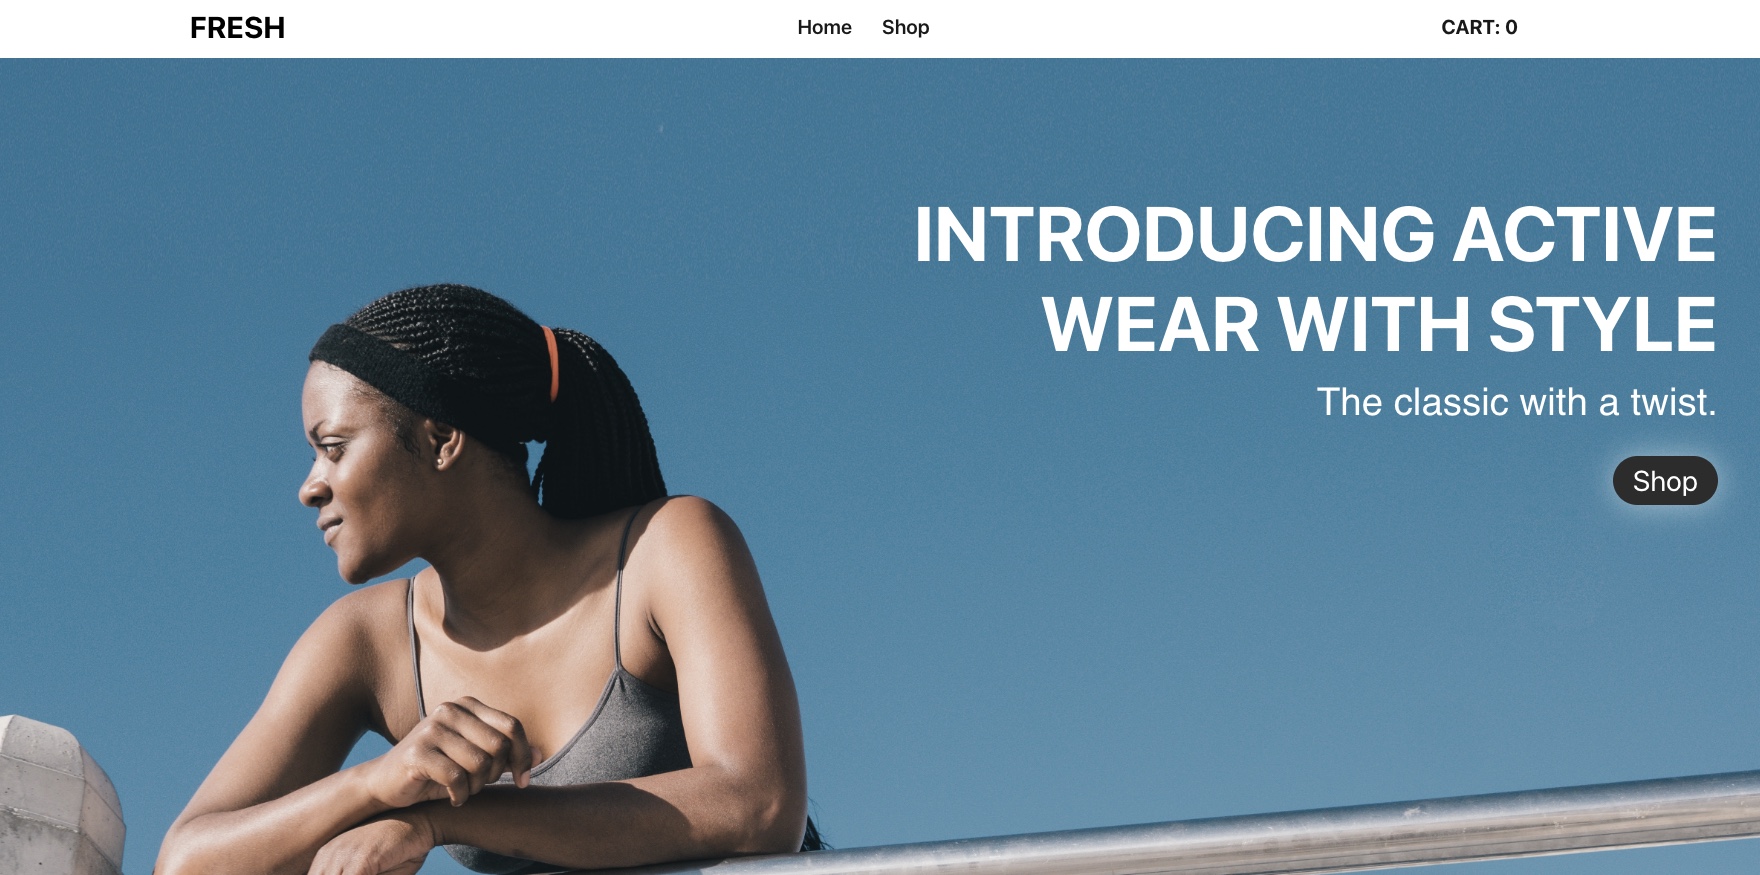 FRESH
Home
Shop
CART: 0
INTRODUCING ACTIVE
WEAR WITH STYLE
The classic with a twist.
Shop